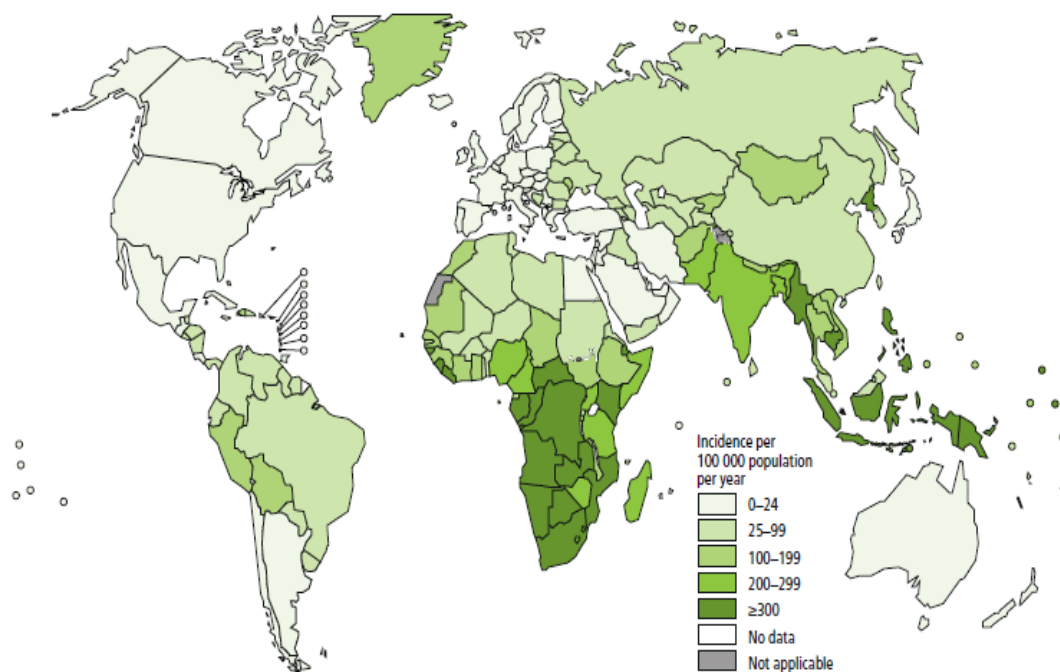 Incidence per
100 000 population
per year
0–24
25–99
100–199
200–299
≥300
No data
Not applicable